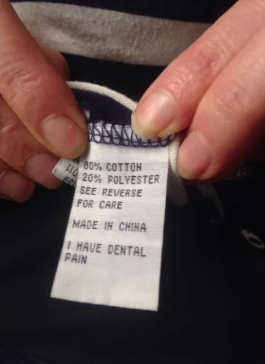 80% COTTON
20% POLYESTER
SEE REVERSE
FOR CARE
MADE IN CHINA
I HAVE DENTAL
PAIN